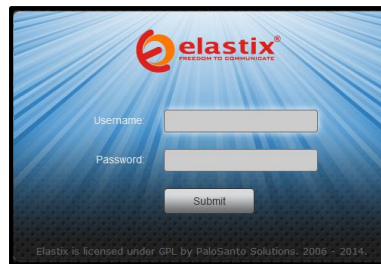 elastix®
FREEDOM TO COMMUNICATE
Username:
Password:
Submit
Elastix is licensed under GPL by PaloSanto Solutions. 2006 - 2014.